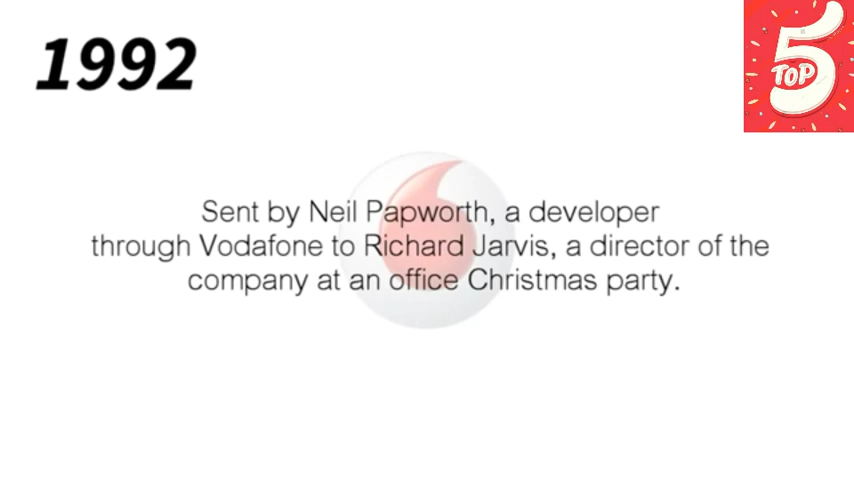 1992
5
TOP
Sent by Neil Papworth, a developer
through Vodafone to Richard Jarvis, a director of the
company at an office Christmas party.